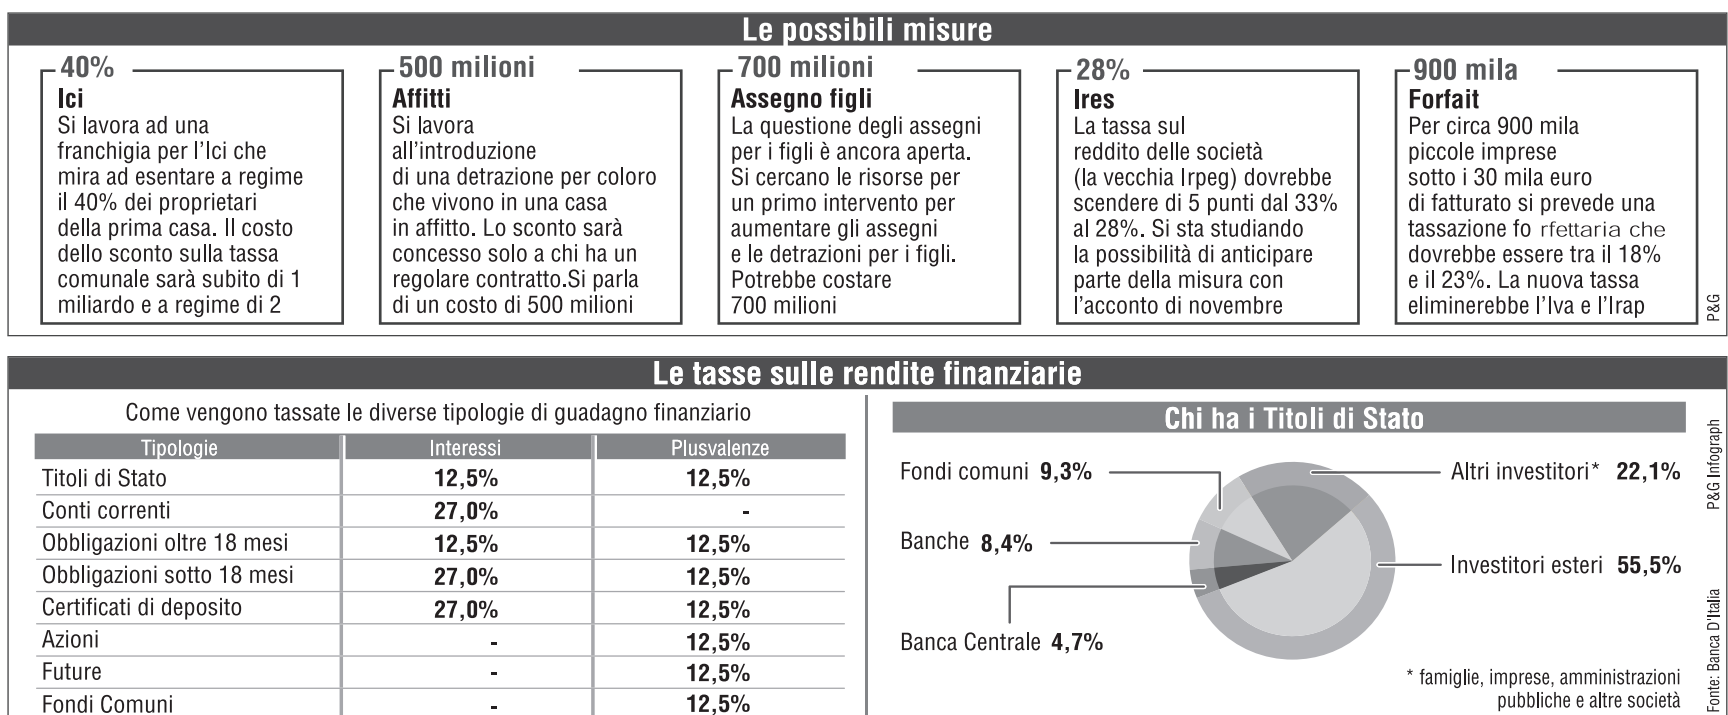 Le possibili misure
40%
Ici
Si lavora ad una
franchigia per l'Ici che
mira ad esentare a regime
il 40% dei proprietari
della prima casa. Il costo
dello sconto sulla tassa
comunale sarà subito di 1
miliardo e a regime di 2
500 milioni
Affitti
Si lavora
all'introduzione
di una detrazione per coloro
che vivono in una casa
in affitto. Lo sconto sarà
concesso solo a chi ha un
regolare contratto.Si parla
di un costo di 500 milioni
700 milioni
Assegno figli
La questione degli assegni
per i figli è ancora aperta.
Si cercano le risorse per
un primo intervento per
aumentare gli assegni
e le detrazioni per i figli.
Potrebbe costare
700 milioni
28%
Ires
La tassa sul
reddito delle società
(la vecchia Irpeg) dovrebbe
scendere di 5 punti dal 33%
al 28%. Si sta studiando
la possibilità di anticipare
parte della misura con
l'acconto di novembre
900 mila
Forfait
Per circa 900 mila
piccole imprese
sotto i 30 mila euro
di fatturato si prevede una
tassazione fo rfettaria che
dovrebbe essere tra il 18%
e il 23%. La nuova tassa
eliminerebbe l'Iva e l'Irap
P&G
Le tasse sulle rendite finanziarie
Come vengono tassate le diverse tipologie di guadagno finanziario
Tipologie Interessi Plusvalenze
Titoli di Stato 12,5% 12,5%
Conti correnti 27,0% -
Obbligazioni oltre 18 mesi 12,5% 12,5%
Obbligazioni sotto 18 mesi 27,0% 12,5%
Certificati di deposito 27,0% 12,5%
Azioni - 12,5%
Future - 12,5%
Fondi Comuni - 12,5%
Chi ha i Titoli di Stato
Fondi comuni 9,3%
Altri investitori* 22,1%
Banche 8,4%
Investitori esteri 55,5%
Banca Centrale 4,7%
* famiglie, imprese, amministrazioni
pubbliche e altre società
P&G Infograph
Fonte: Banca D'Italia